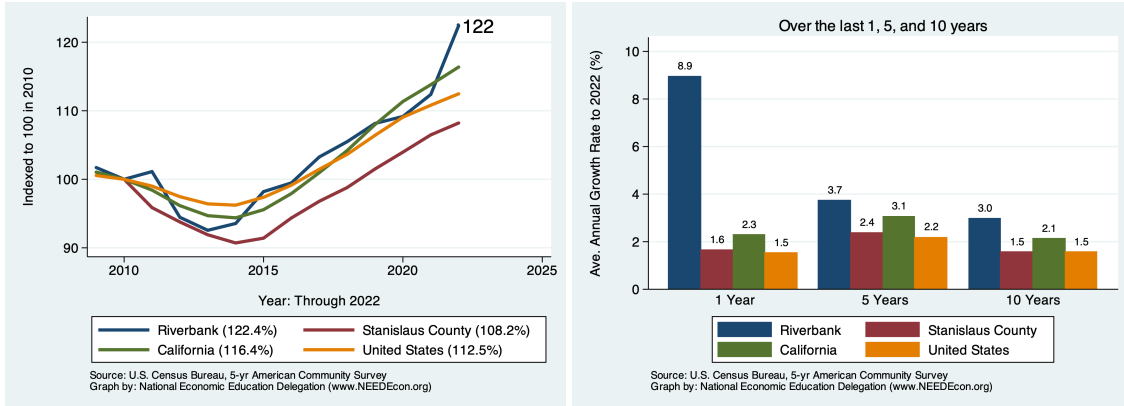 122
120
110
100
90
Indexed to 100 in 2010
2010
2015
2020
2025
Year: Through 2022
Riverbank (122.4%)
Stanislaus County (108.2%)
California (116.4%)
United States (112.5%)
Source: U.S. Census Bureau, 5-yr American Community Survey
Graph by: National Economic Education Delegation (www.NEEDEcon.org)
Over the last 1, 5, and 10 years
Ave. Annual Growth Rate to 2022 (%)
10
8
6
4
2
0
8.9
1.6
2.3
1.5
3.7
2.4
3.1
2.2
3.0
1.5
2.1
1.5
1 Year
5 Years
10 Years
Riverbank
Stanislaus County
California
United States
Source: U.S. Census Bureau, 5-yr American Community Survey
Graph by: National Economic Education Delegation (www.NEEDEcon.org)